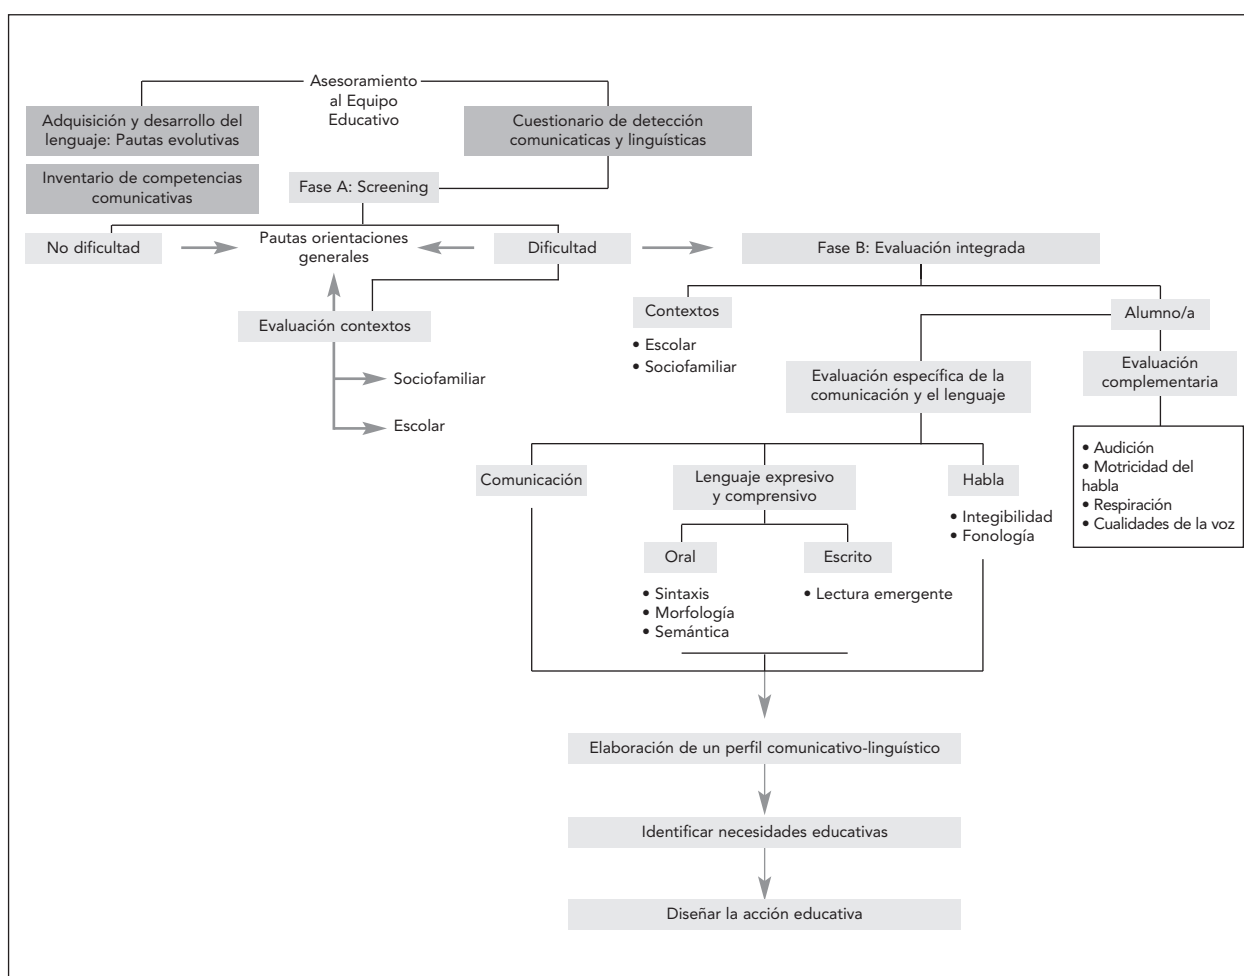 Asesoramiento
al Equipo
Educativo
Adquisición y desarrollo del
lenguaje: Pautas evolutivas
Cuestionario de detección
comunicaticas y linguísticas
Inventario de competencias
comunicativas
Fase A: Screening
No dificultad
Pautas orientaciones
generales
Dificultad
Fase B: Evaluación integrada
Evaluación contextos
Sociofamiliar
Escolar
Contextos
• Escolar
• Sociofamiliar
Alumno/a
Evaluación específica de la
comunicación y el lenguaje
Evaluación
complementaria
• Audición
• Motricidad del
habla
• Respiración
• Cualidades de la voz
Comunicación
Lenguaje expresivo
y comprensivo
Habla
• Integibilidad
• Fonología
Oral
Escrito
• Sintaxis
• Morfología
• Semántica
• Lectura emergente
Elaboración de un perfil comunicativo-linguístico
Identificar necesidades educativas
Diseñar la acción educativa